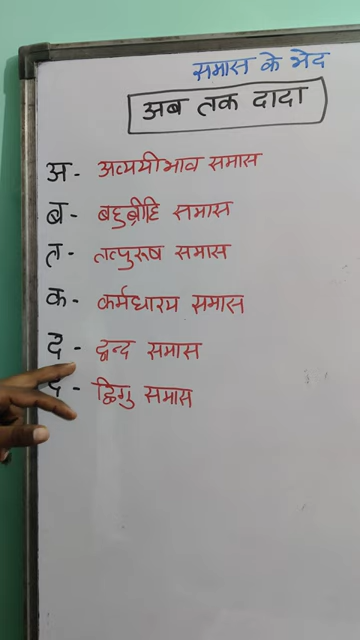 समास के भेद
अब तक दादा
अ - अव्ययीभाव समास
ब - बहुब्रीहि समास
त - तत्पुरूष समास
क - कर्मधारय समास
द - द्वन्द समास
द - द्विगु समास